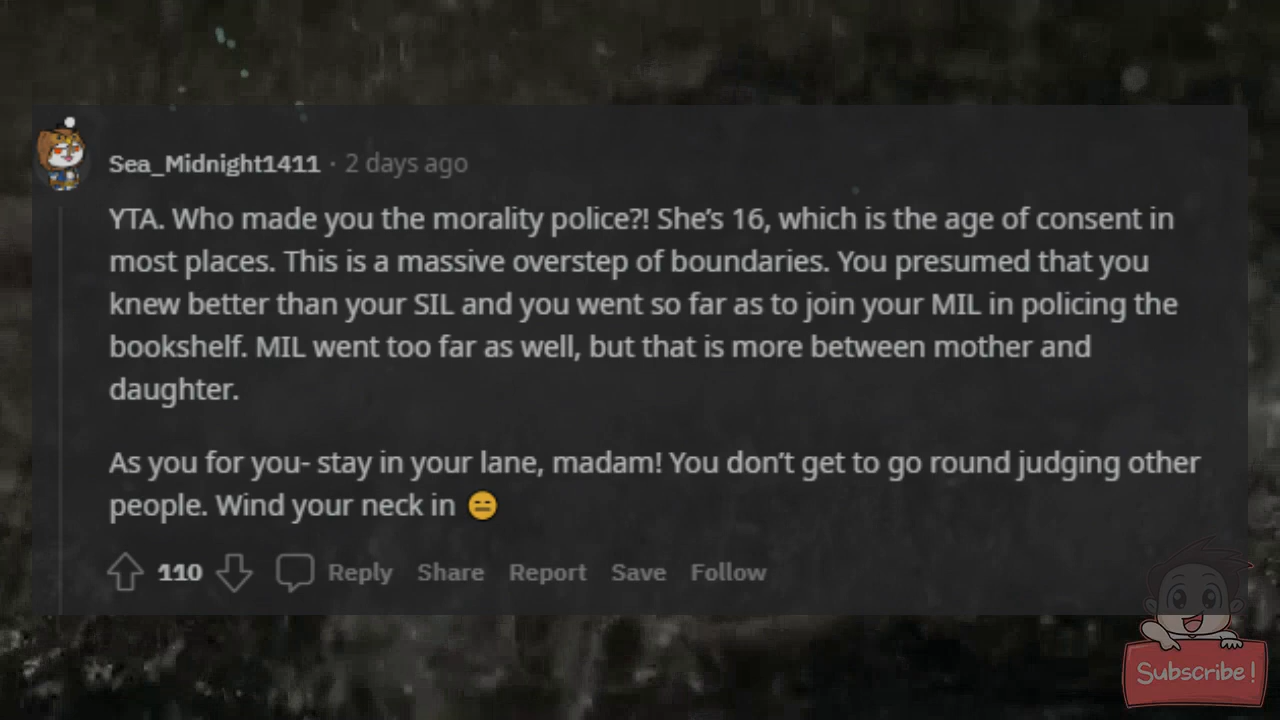 Sea_Midnight1411 · 2 days ago
YTA. Who made you the morality police?! She’s 16, which is the age of consent in
most places. This is a massive overstep of boundaries. You presumed that you
knew better than your SIL and you went so far as to join your MIL in policing the
bookshelf. MIL went too far as well, but that is more between mother and
daughter.
As you for you- stay in your lane, madam! You don’t get to go round judging other
people. Wind your neck in 😑
110 Reply Share Report Save Follow
Subscribe!